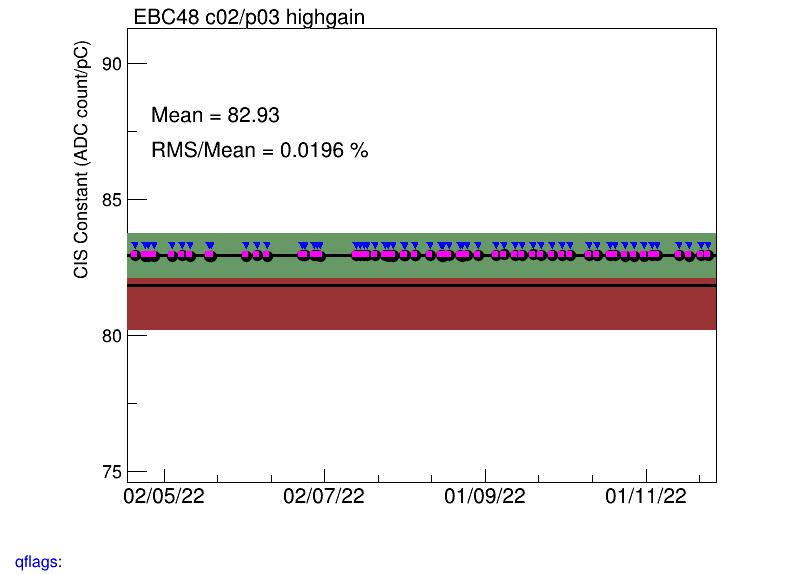 EBC48 c02/p03 highgain
CIS Constant (ADC count/pC)
90
Mean = 82.93
RMS/Mean = 0.0196 %
85
80
75
02/05/22 02/07/22 01/09/22 01/11/22
qflags: